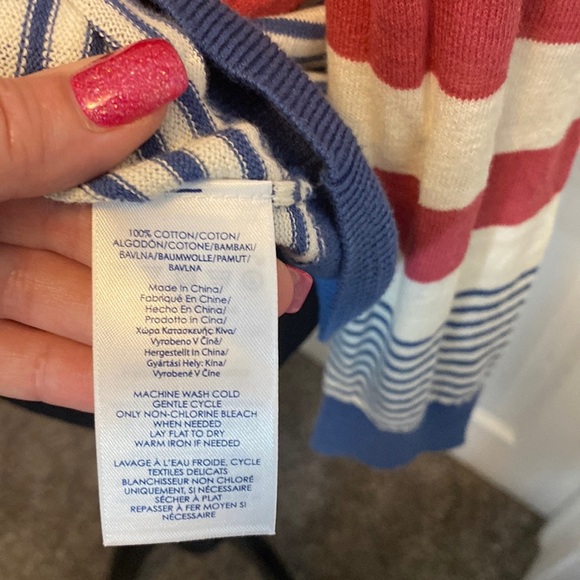 100% COTTON/COTON/
ALGODÓN/COTONE/BAMBAKI/
BAVLNA/BAUMWOLLE/PAMUT/
BAVLNA
Made In China/
Fabriqué En Chine/
Hecho En China/
Prodotto in Cina/
Χώρα Κατασκευής Κίνα/
Vyrobeno V Číně/
Hergestellt in China/
Gyártási Hely: Kína/
Vyrobené V Číne
MACHINE WASH COLD
GENTLE CYCLE
ONLY NON-CHLORINE BLEACH
WHEN NEEDED
LAY FLAT TO DRY
WARM IRON IF NEEDED
LAVAGE À L'EAU FROIDE, CYCLE
TEXTILES DELICATS
BLANCHISSEUR NON CHLORÉ
UNIQUEMENT, SI NÉCESSAIRE
SÉCHER À PLAT
REPASSER À FER MOYEN SI
NÉCESSAIRE